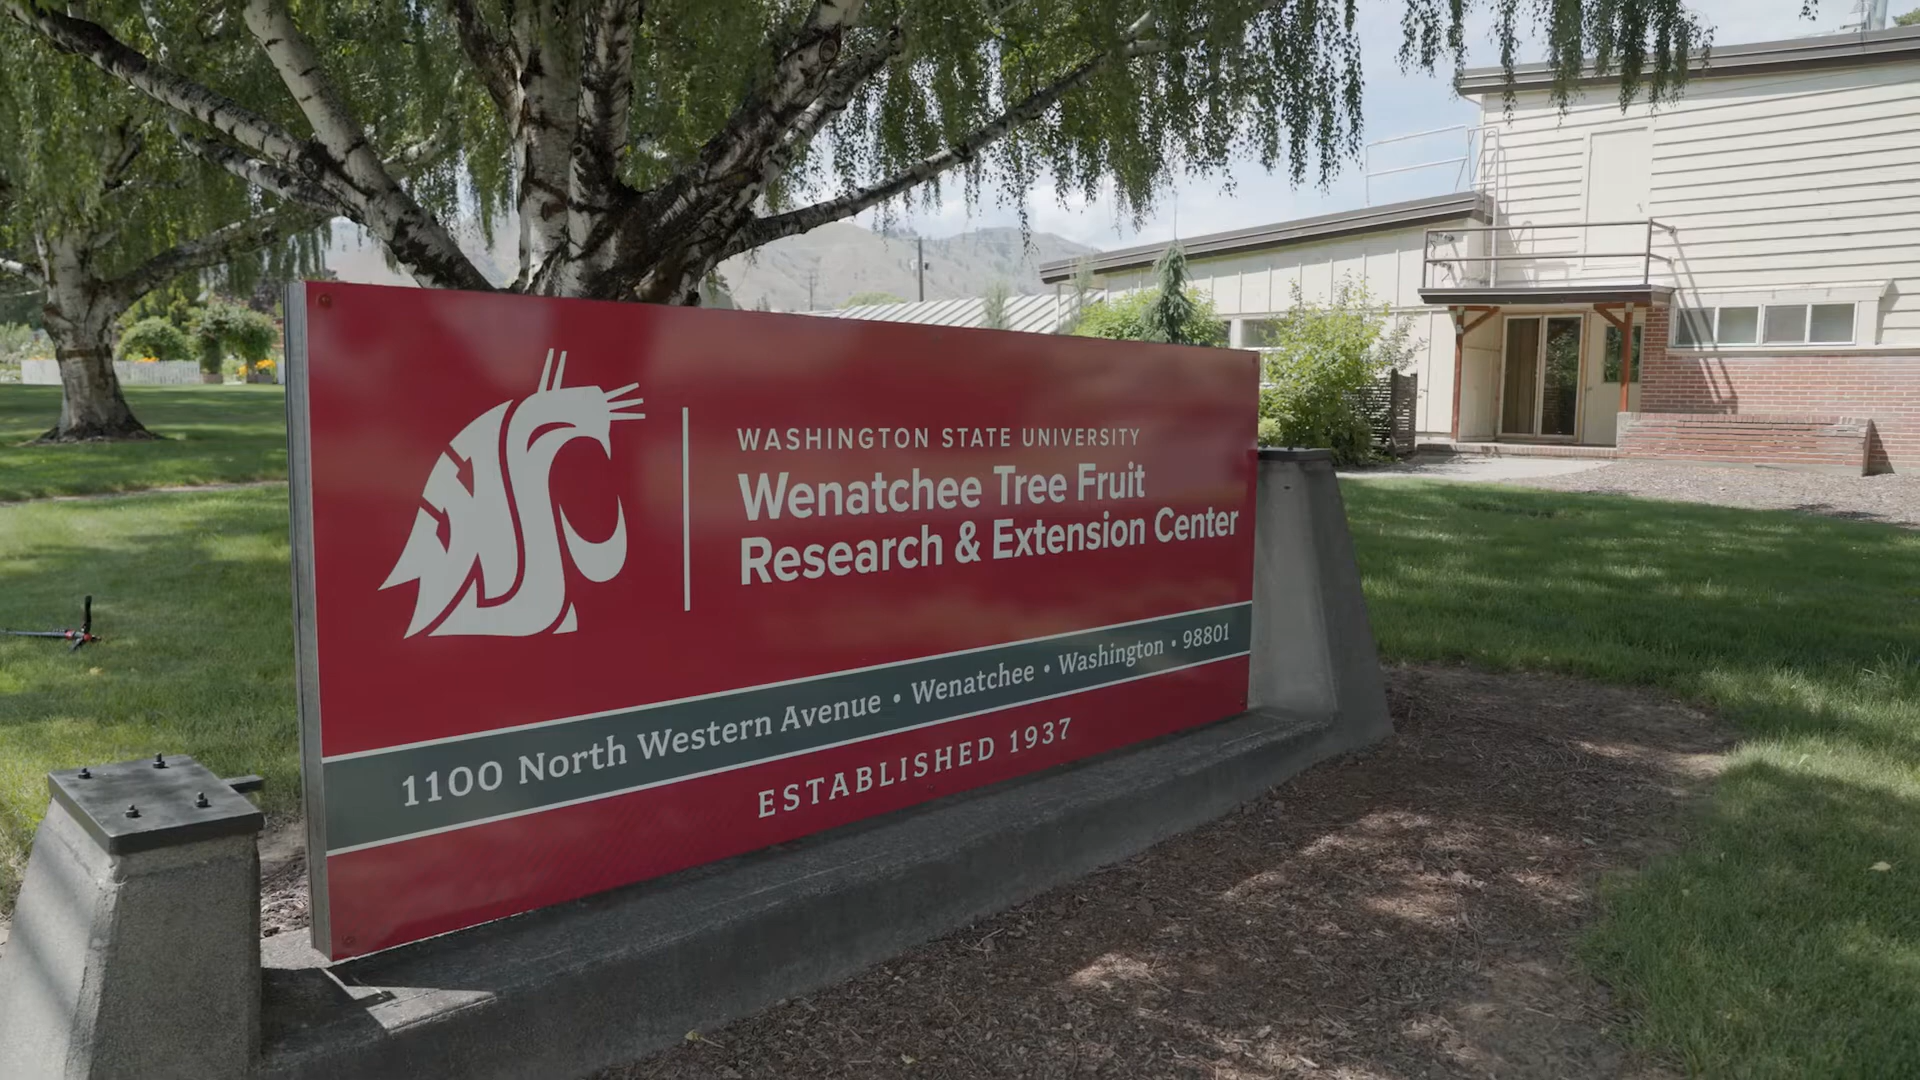 WASHINGTON STATE UNIVERSITY
Wenatchee Tree Fruit
Research & Extension Center
1100 North Western Avenue • Wenatchee • Washington • 98801
ESTABLISHED 1937